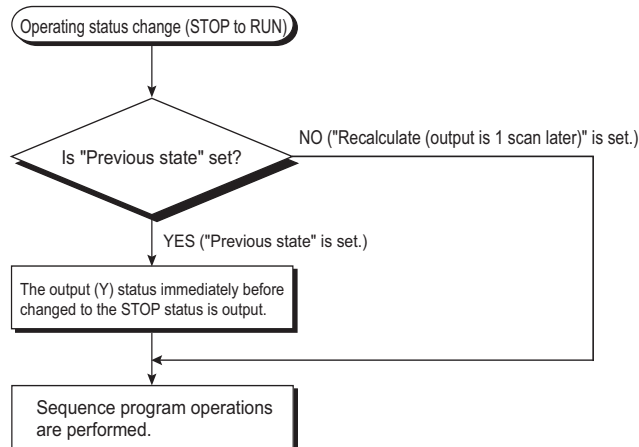 Operating status change (STOP to RUN)
Is "Previous state" set?
NO ("Recalculate (output is 1 scan later)" is set.)
YES ("Previous state" is set.)
The output (Y) status immediately before
changed to the STOP status is output.
Sequence program operations
are performed.